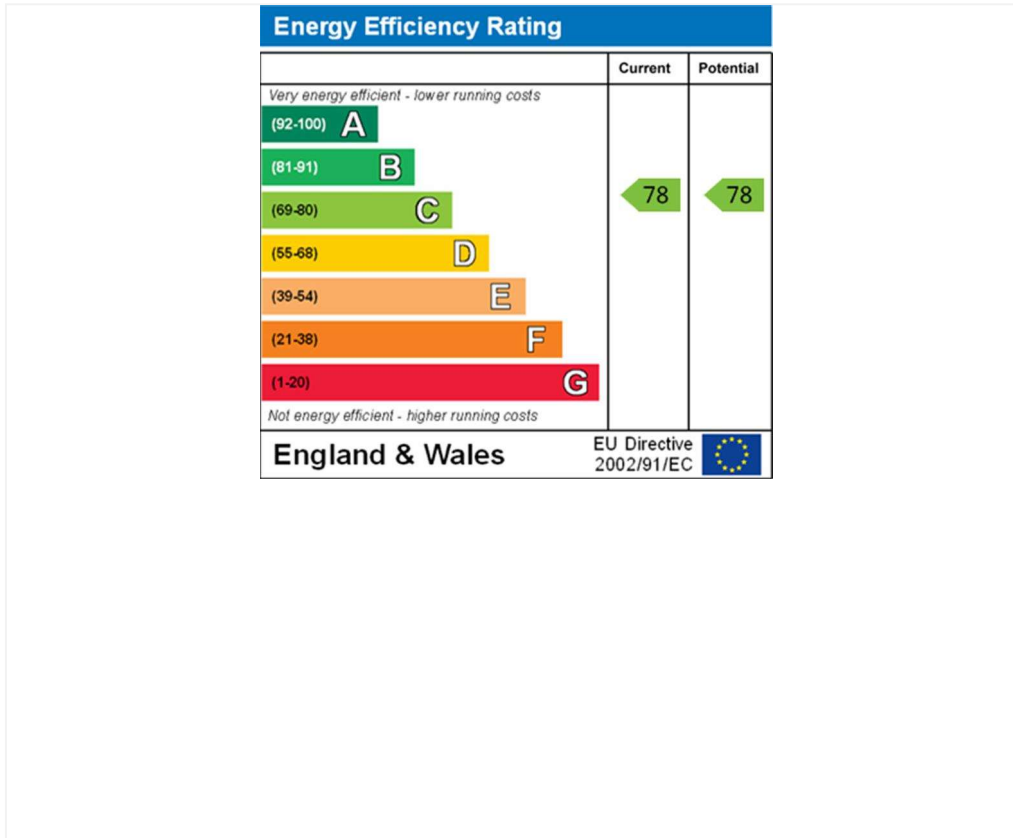 Energy Efficiency Rating
Current Potential
Very energy efficient - lower running costs
(92-100) A
(81-91) B
(69-80) C 78 78
(55-68) D
(39-54) E
(21-38) F
(1-20) G
Not energy efficient - higher running costs
England & Wales EU Directive
2002/91/EC